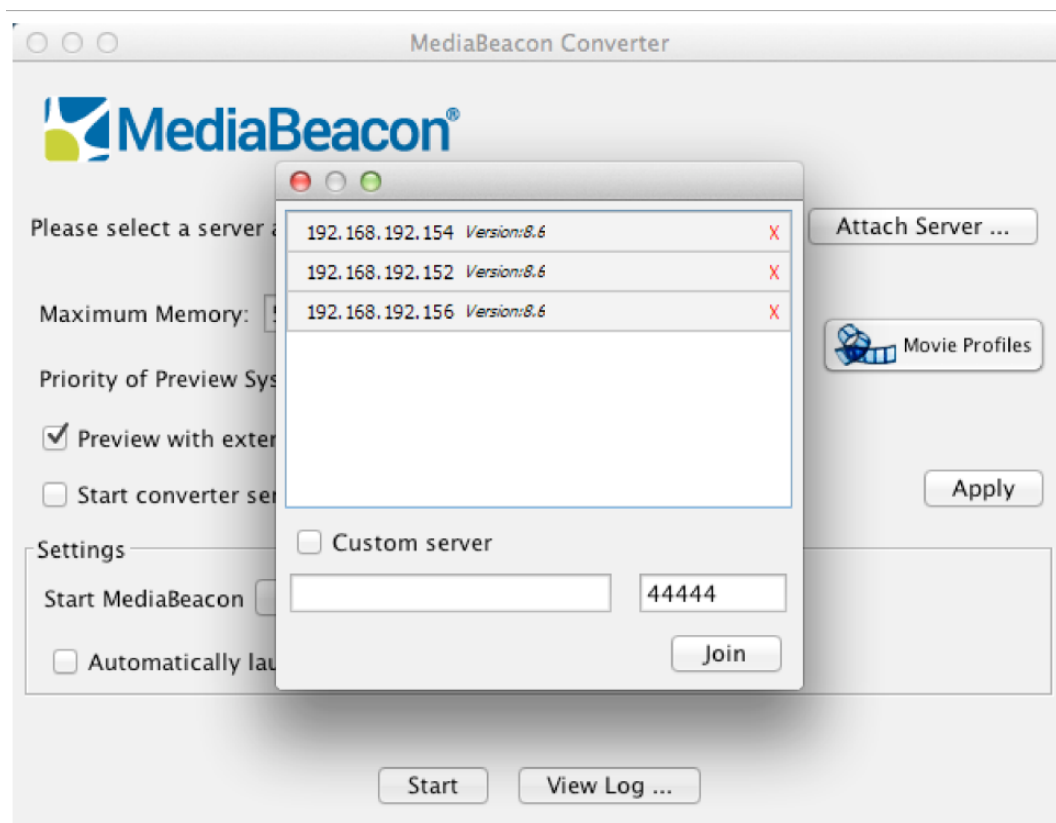 MediaBeacon Converter
MediaBeacon®
Please select a server
Attach Server ...
192.168.192.154 Version:8.6 X
192.168.192.152 Version:8.6 X
192.168.192.156 Version:8.6 X
Maximum Memory:
Movie Profiles
Priority of Preview Sys
Preview with exter
Start converter ser
Apply
Custom server
44444
Join
Settings
Start MediaBeacon
Automatically lau
Start
View Log ...